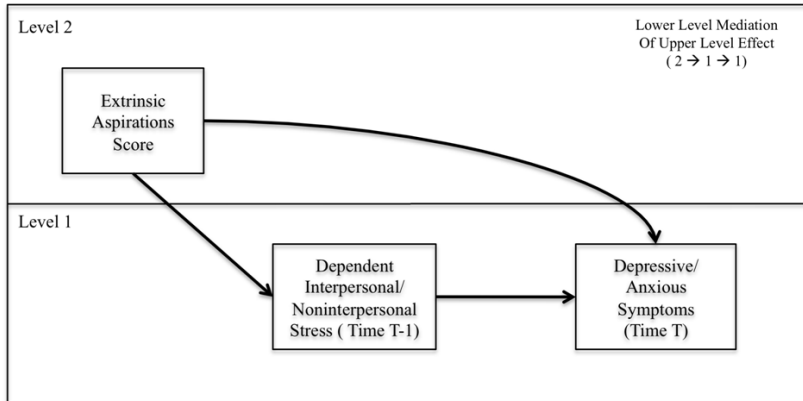 Level 2
Lower Level Mediation
Of Upper Level Effect
( 2 → 1 → 1)
Extrinsic
Aspirations
Score
Level 1
Dependent
Interpersonal/
Noninterpersonal
Stress ( Time T-1)
Depressive/
Anxious
Symptoms
(Time T)